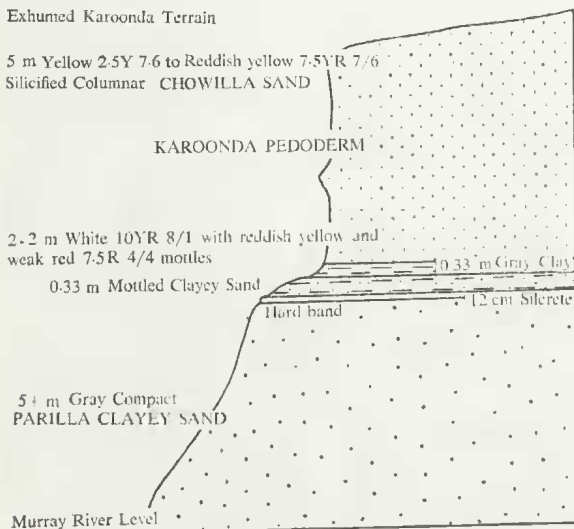 Exhumed Karoonda Terrain
5 m Yellow 2.5Y 7·6 to Reddish yellow 7.5YR 7/6
Silicified Columnar CHOWILLA SAND
KAROONDA PEDODERM
2·2 m White 10YR 8/1 with reddish yellow and
weak red 7.5R 4/4 mottles
0·33 m Gray Clay
0·33 m Mottled Clayey Sand
12 cm Silcrete
Hard band
m Gray Compact
PARILLA CLAYEY SAND
Murray River Level